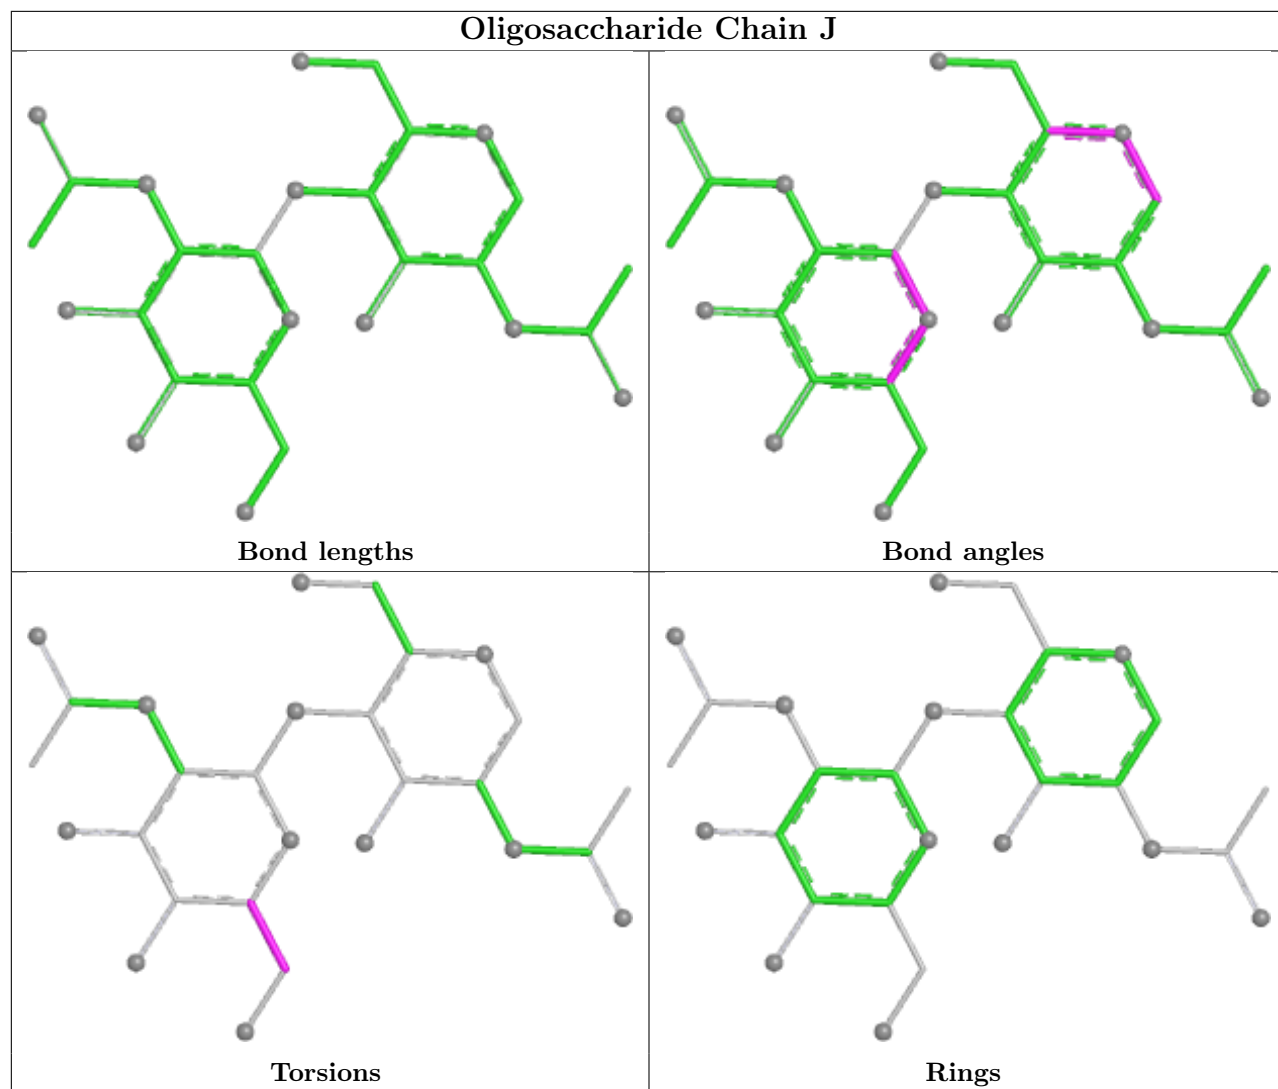 Oligosaccharide Chain J
Bond lengths
Bond angles
Torsions
Rings